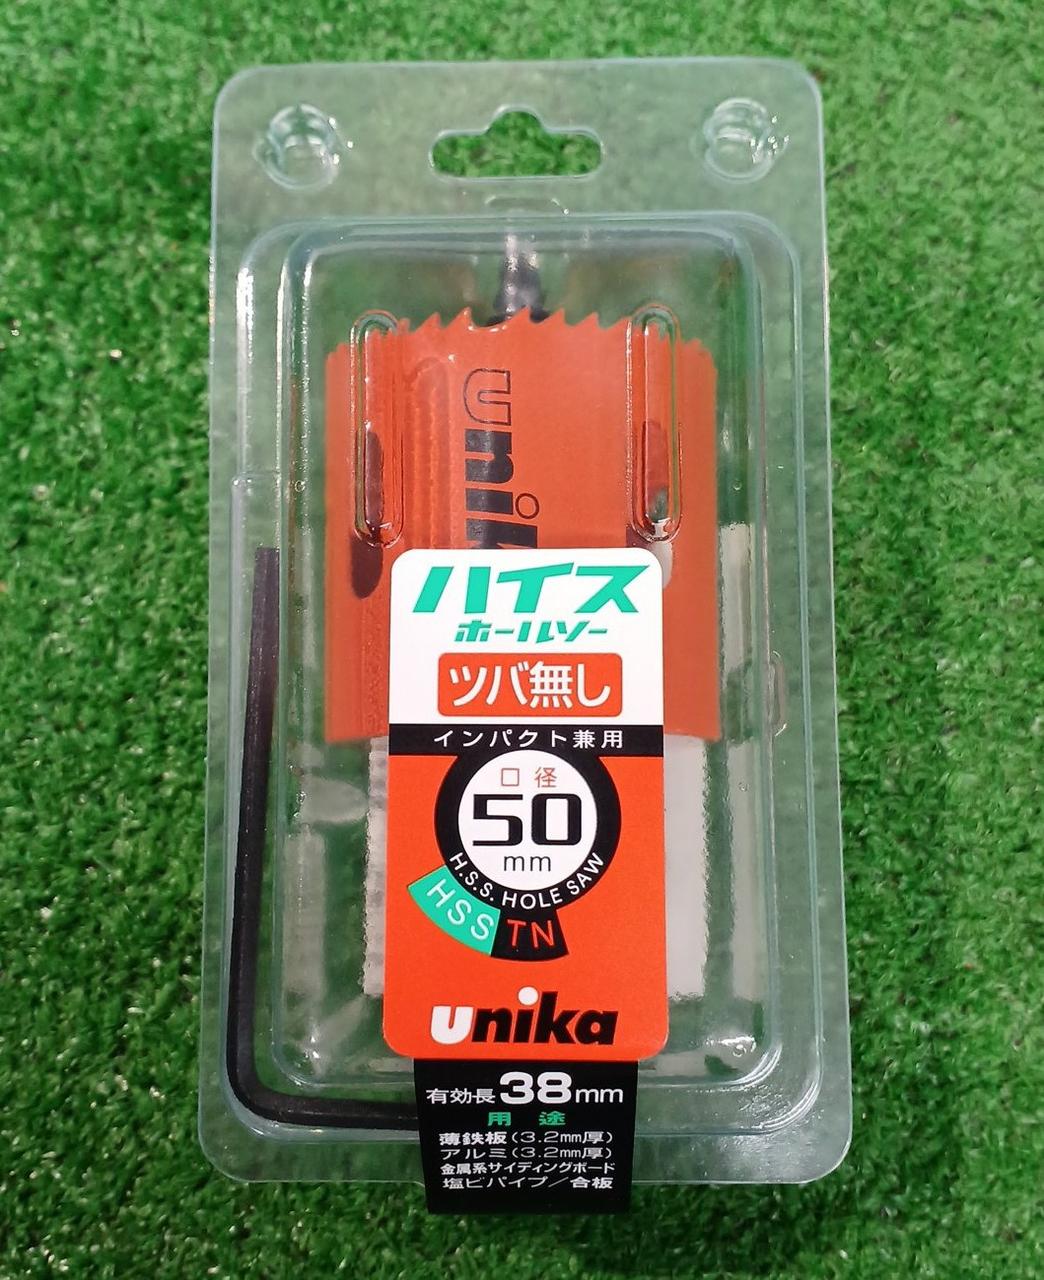 unik
ハイス
ホールソー
ツバ無し
インパクト兼用
口径
50
mm
H.S.S. HOLE SAW
HSS TN
unika
有効長38mm
用途
薄鉄板(3.2mm厚)
アルミ(3.2mm厚)
金属系サイディングボード
塩ビパイプ/合板